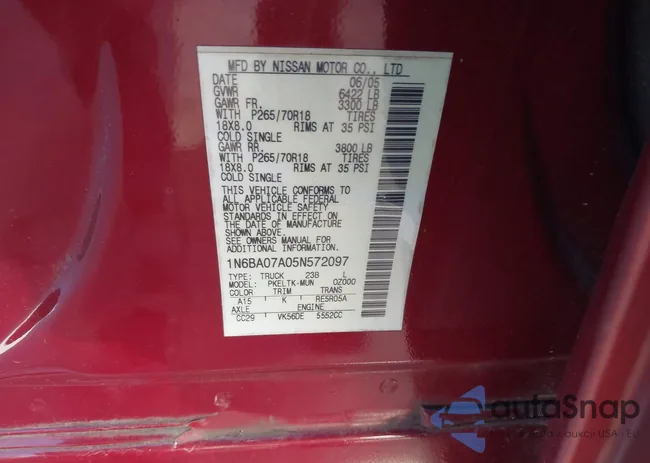 MFD BY NISSAN MOTOR CO., LTD
DATE 06/05
GVWR 6422 LB
GAWR FR. 3300 LB
WITH P265/70R18 TIRES
18X8.0 RIMS AT 35 PSI
COLD SINGLE
GAWR RR. 3800 LB
WITH P265/70R18 TIRES
18X8.0 RIMS AT 35 PSI
COLD SINGLE
THIS VEHICLE CONFORMS TO
ALL APPLICABLE FEDERAL
MOTOR VEHICLE SAFETY
STANDARDS IN EFFECT ON
THE DATE OF MANUFACTURE
SHOWN ABOVE.
SEE OWNERS MANUAL FOR
ADDITIONAL INFORMATION
1N6BA07A05N572097
TYPE: TRUCK 23B L
MODEL: PKELTK-MUN 0Z000
COLOR TRIM TRANS
A15 K RE5R05A
AXLE ENGINE
CC29 VK56DE 5552CC
autoSnap
aukcji USA - EU